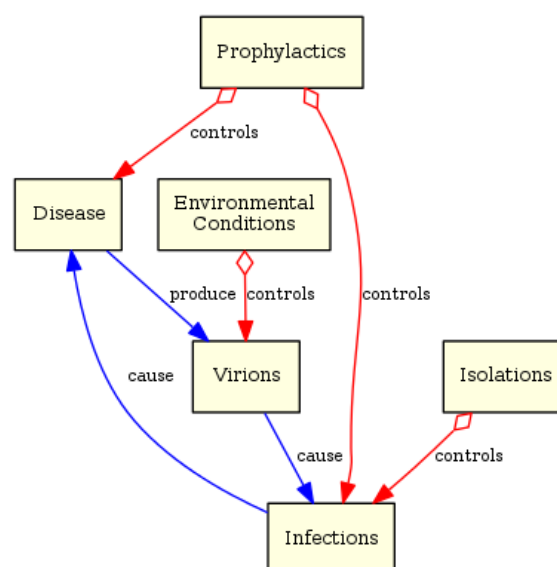 Prophylactics
controls
Disease
Environmental
Conditions
produce
controls
controls
Virions
Isolations
cause
cause
controls
Infections